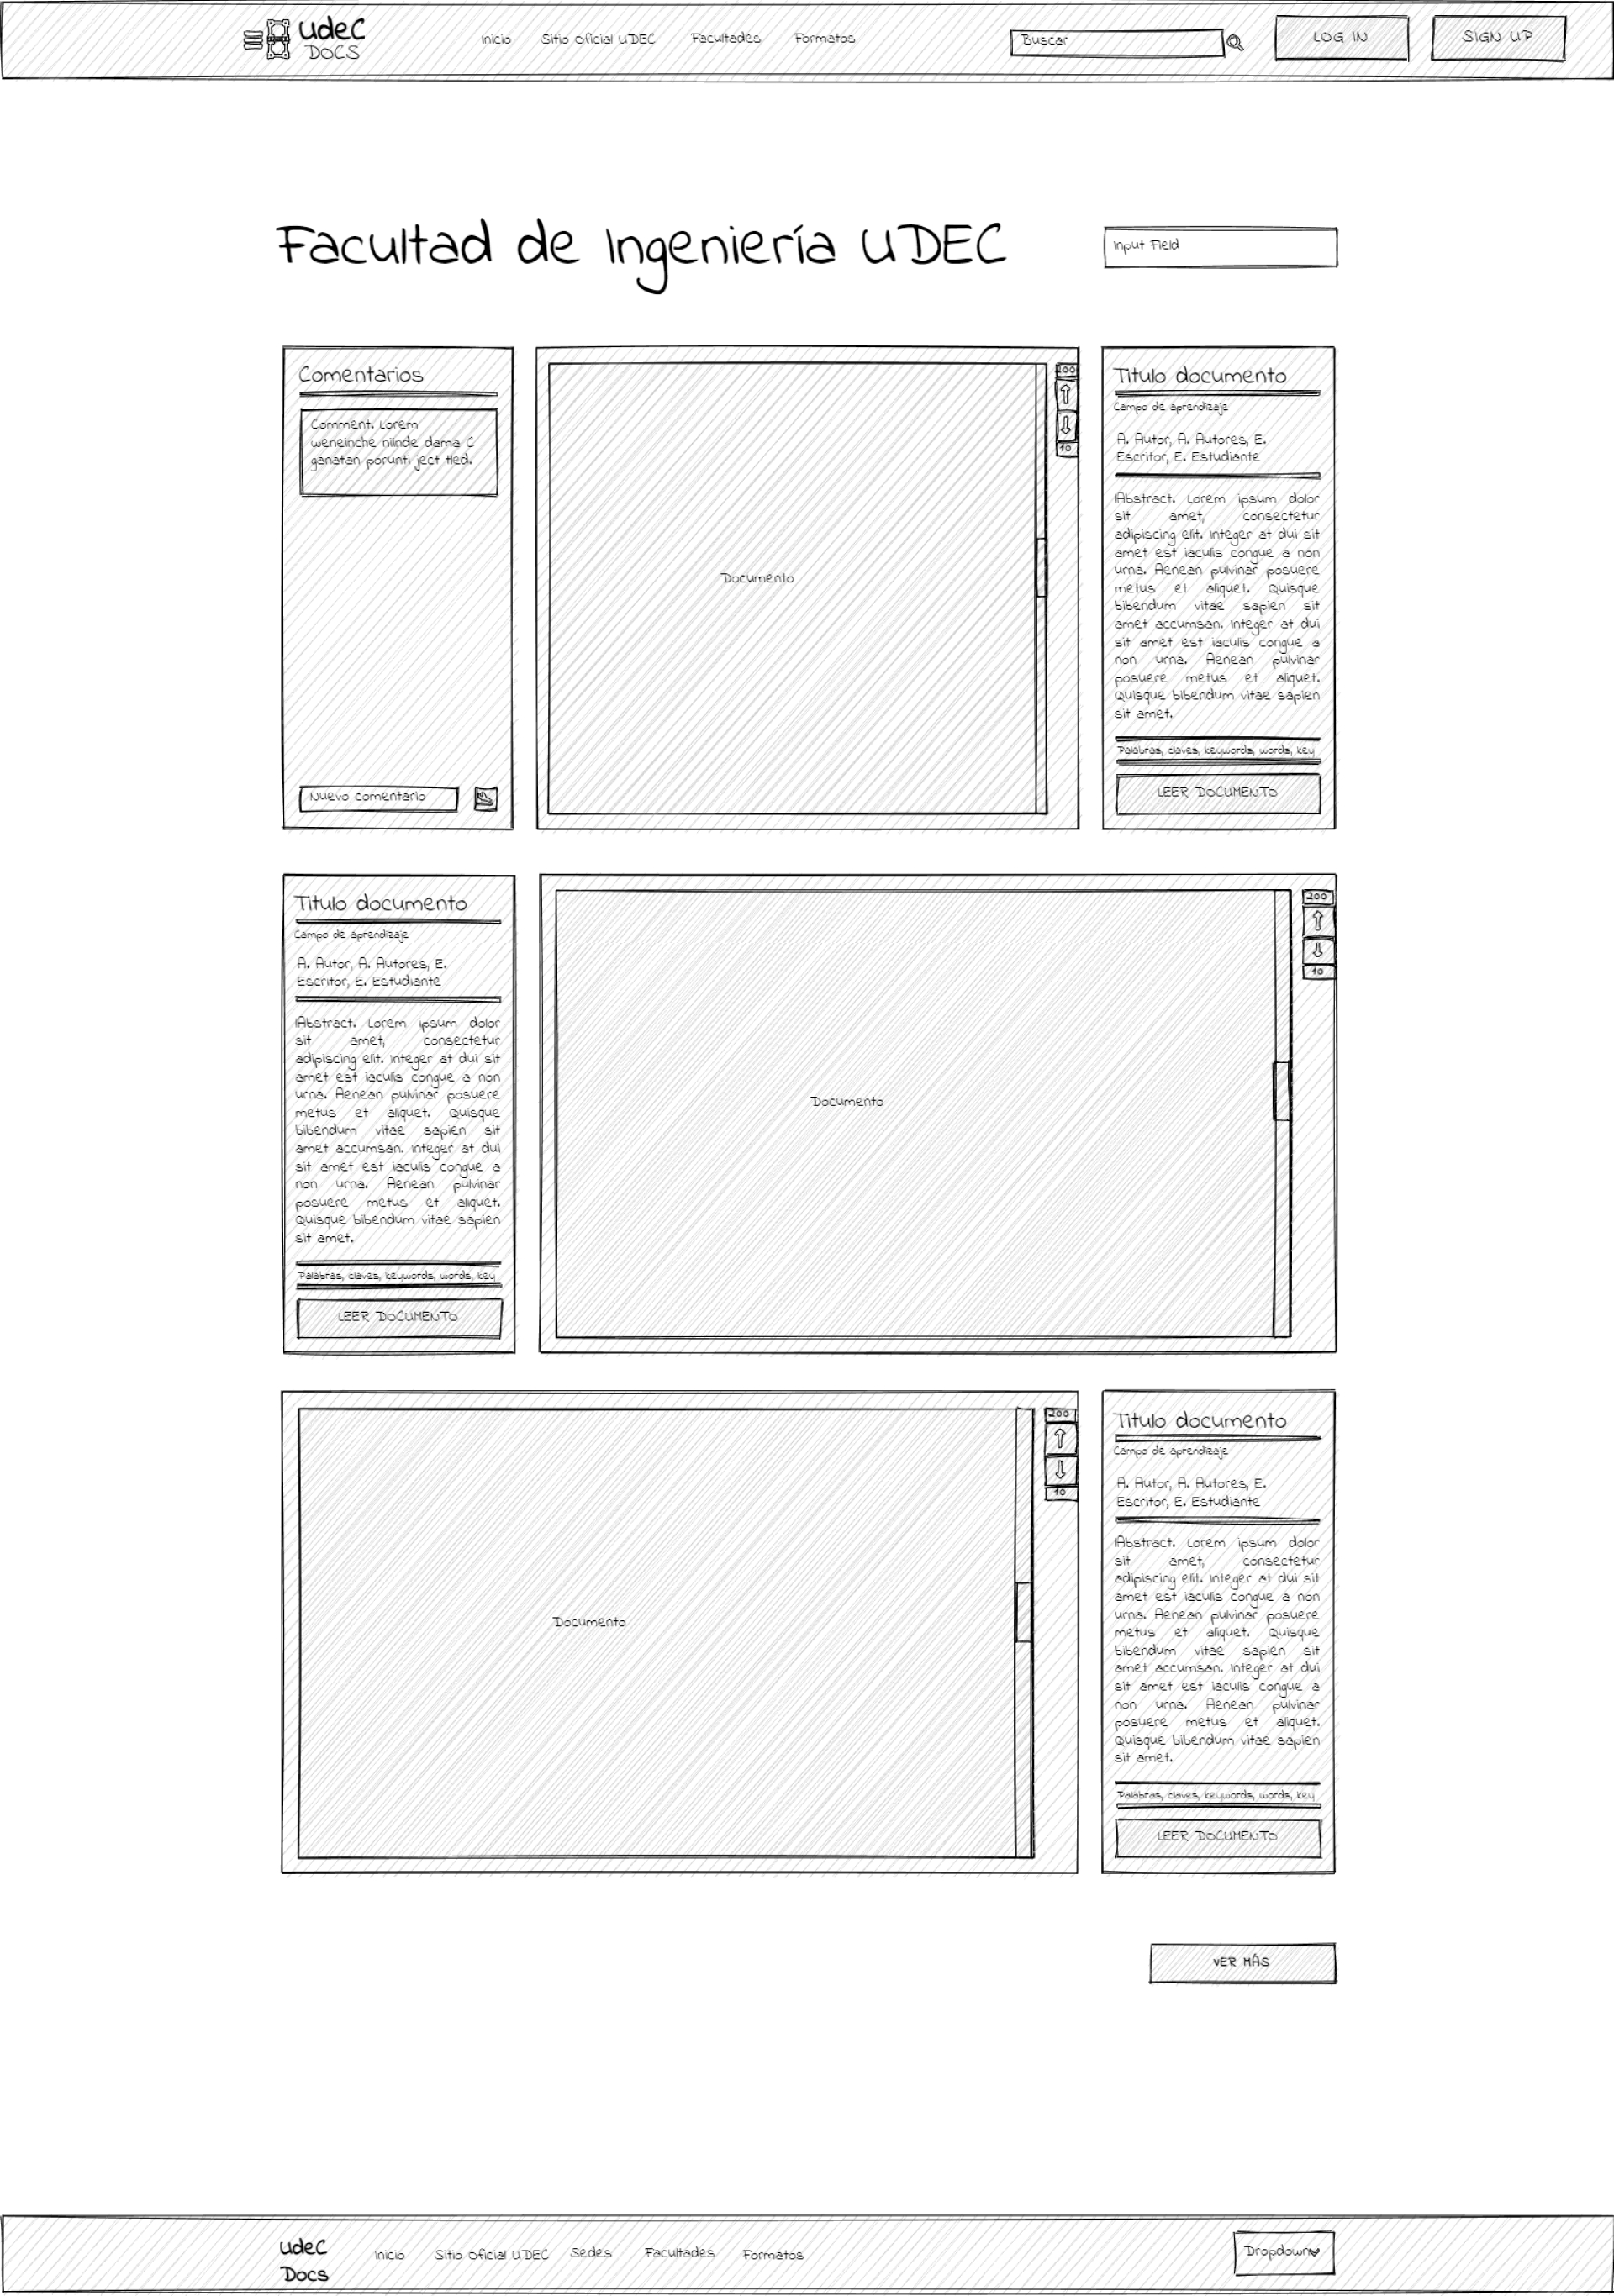 udeC
DOCS
Inicio
Sitio Oficial UDEC
Facultades
Formatos
Buscar
LOG IN
SIGN UP
Facultad de Ingeniería UDEC
Input Field
Comentarios
Comment. Lorem
weneinche niinde dama C
ganatan porunti ject tled.
Nuevo comentario
Documento
200
10
Titulo documento
Campo de aprendizaje
A. Autor, A. Autores, E.
Escritor, E. Estudiante
Abstract. Lorem ipsum dolor
sit amet, consectetur
adipiscing elit. Integer at dui sit
amet est iaculis congue a non
urna. Aenean pulvinar posuere
metus et aliquet. Quisque
bibendum vitae sapien sit
amet accumsan. Integer at dui
sit amet est iaculis congue a
non urna. Aenean pulvinar
posuere metus et aliquet.
Quisque bibendum vitae sapien
sit amet.
Palabras, claves, keywords, words, key
LEER DOCUMENTO
Titulo documento
Campo de aprendizaje
A. Autor, A. Autores, E.
Escritor, E. Estudiante
Abstract. Lorem ipsum dolor
sit amet, consectetur
adipiscing elit. Integer at dui sit
amet est iaculis congue a non
urna. Aenean pulvinar posuere
metus et aliquet. Quisque
bibendum vitae sapien sit
amet accumsan. Integer at dui
sit amet est iaculis congue a
non urna. Aenean pulvinar
posuere metus et aliquet.
Quisque bibendum vitae sapien
sit amet.
Palabras, claves, keywords, words, key
LEER DOCUMENTO
Documento
200
10
Documento
200
10
Titulo documento
Campo de aprendizaje
A. Autor, A. Autores, E.
Escritor, E. Estudiante
Abstract. Lorem ipsum dolor
sit amet, consectetur
adipiscing elit. Integer at dui sit
amet est iaculis congue a non
urna. Aenean pulvinar posuere
metus et aliquet. Quisque
bibendum vitae sapien sit
amet accumsan. Integer at dui
sit amet est iaculis congue a
non urna. Aenean pulvinar
posuere metus et aliquet.
Quisque bibendum vitae sapien
sit amet.
Palabras, claves, keywords, words, key
LEER DOCUMENTO
VER MÁS
udeC
Docs
Inicio
Sitio Oficial UDEC
Sedes
Facultades
Formatos
Dropdown